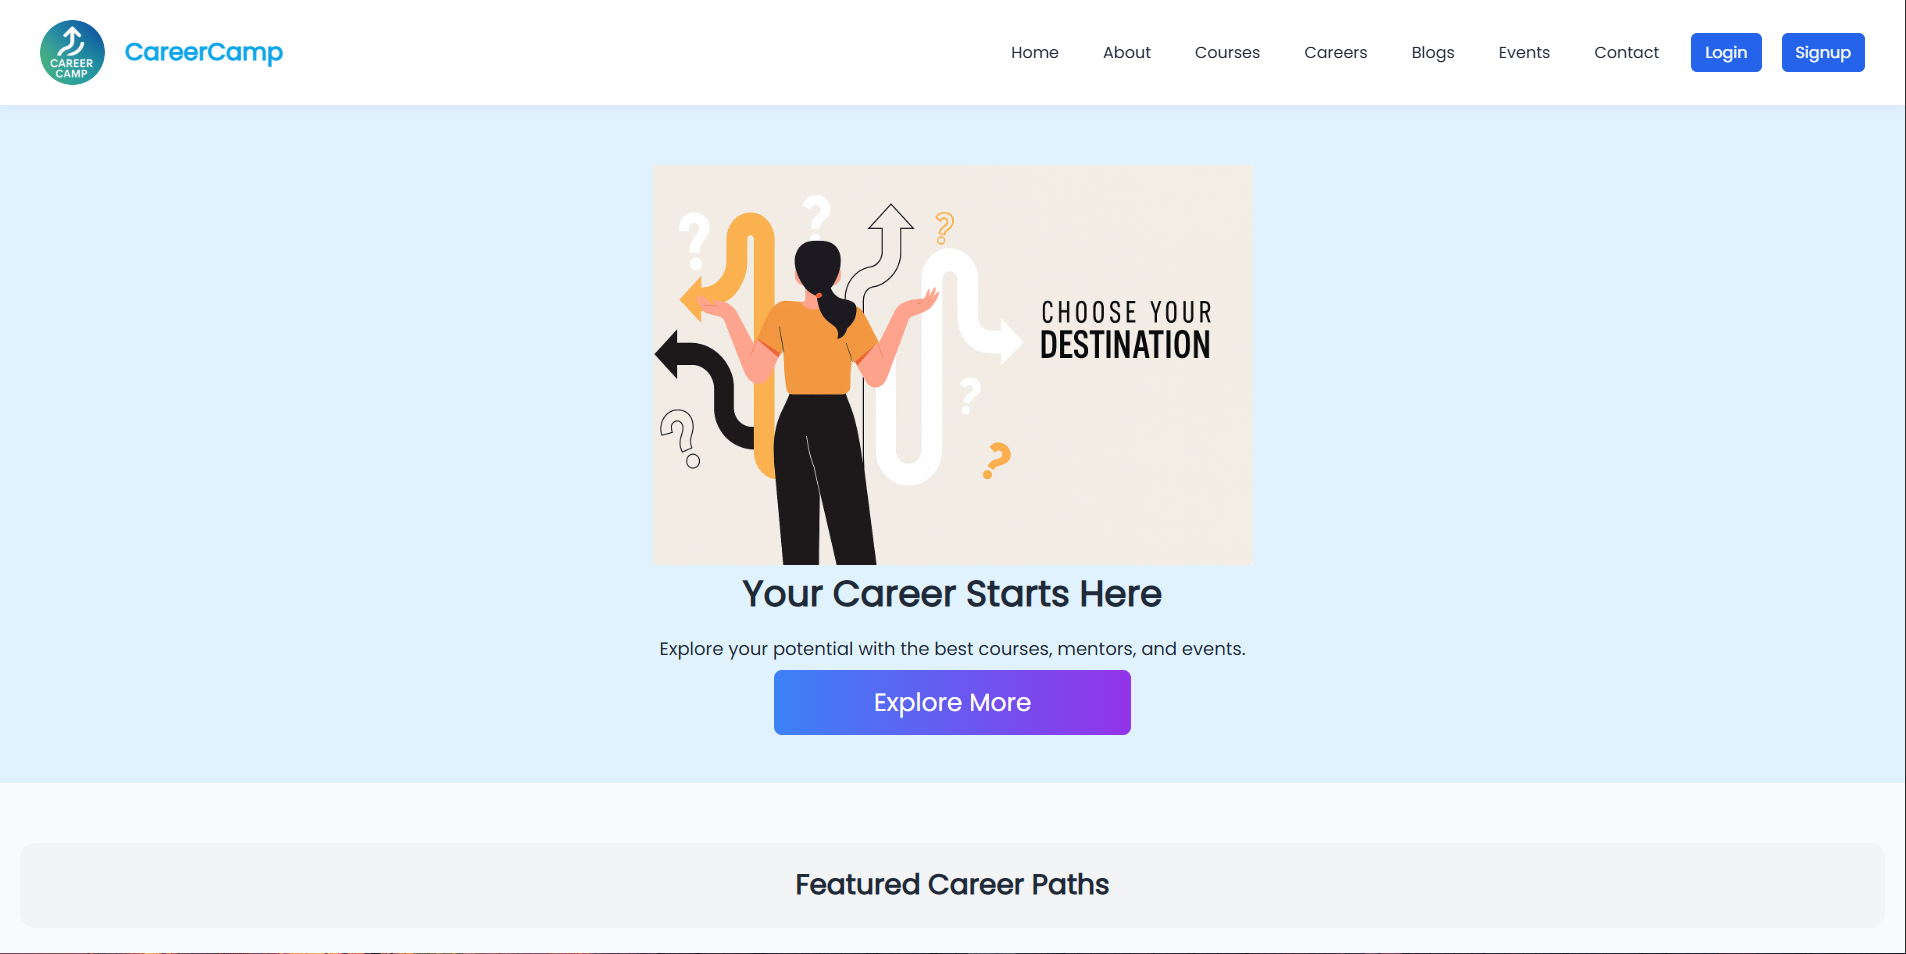 CAREER
CAMP
CareerCamp
Home
About
Courses
Careers
Blogs
Events
Contact
Login
Signup
CHOOSE YOUR
DESTINATION
Your Career Starts Here
Explore your potential with the best courses, mentors, and events.
Explore More
Featured Career Paths